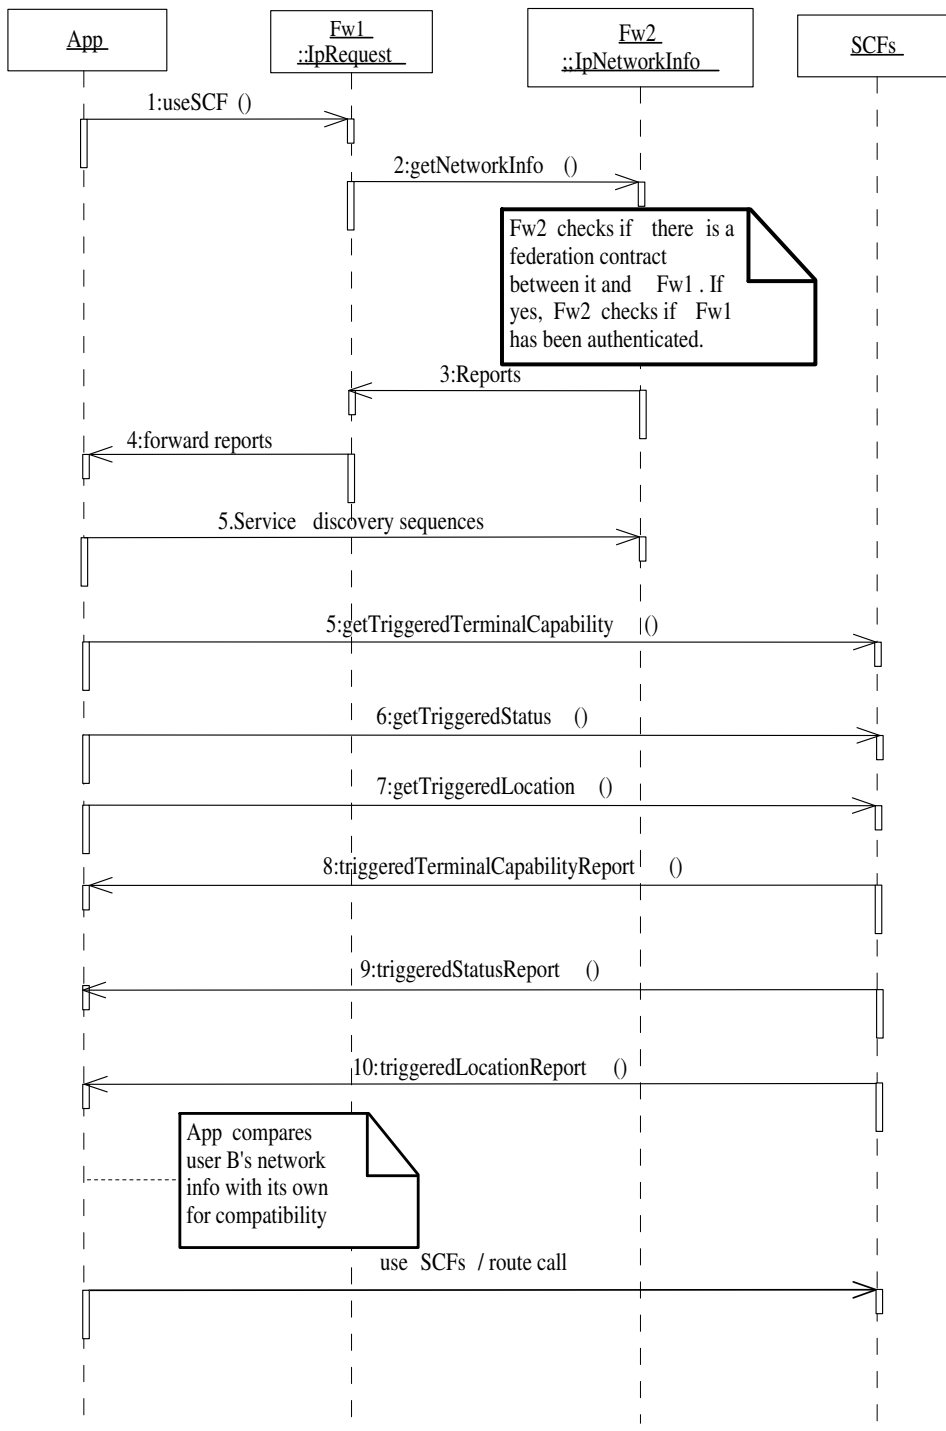 App
Fw1
::IpRequest
Fw2
;;IpNetworkInfo
SCFs
1:useSCF ()
2:getNetworkInfo ()
Fw2 checks if there is a
federation contract
between it and Fw1 . If
yes, Fw2 checks if Fw1
has been authenticated.
3:Reports
4:forward reports
5.Service discovery sequences
5:getTriggeredTerminalCapability ()
6:getTriggeredStatus ()
7:getTriggeredLocation ()
8:triggeredTerminalCapabilityReport ()
9:triggeredStatusReport ()
10:triggeredLocationReport ()
App compares
user B's network
info with its own
for compatibility
use SCFs / route call